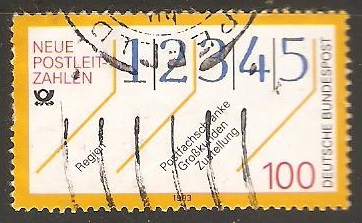 NEUE
POSTLEIT-
ZAHLEN
1|2|3|4|5
Region
Postfachschränke
Großkunden
Zustellung
DEUTSCHE BUNDESPOST
100
1993